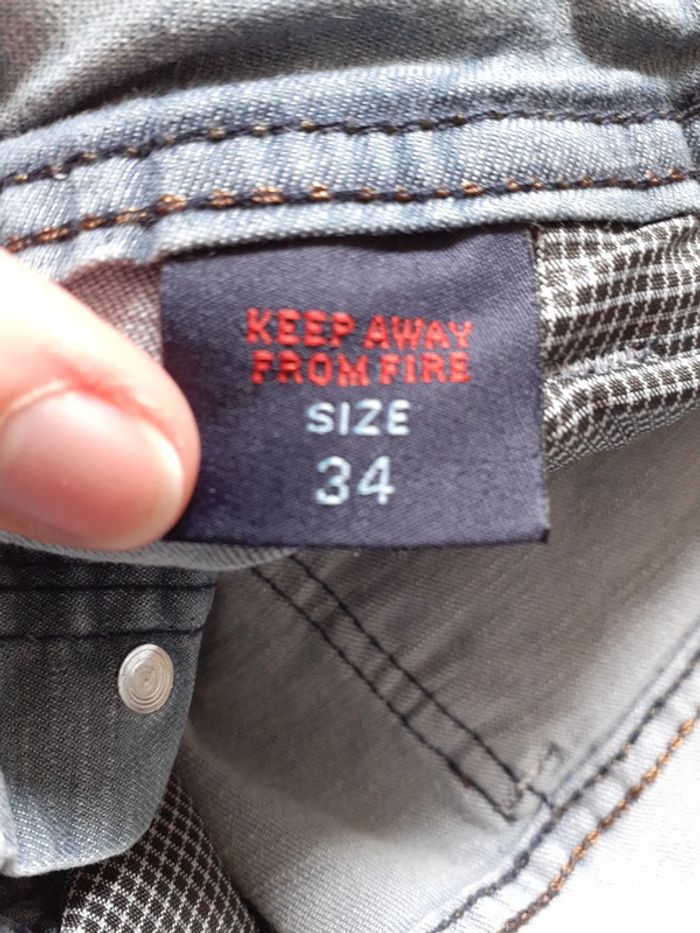 KEEP AWAY
FROM FIRE
SIZE
34